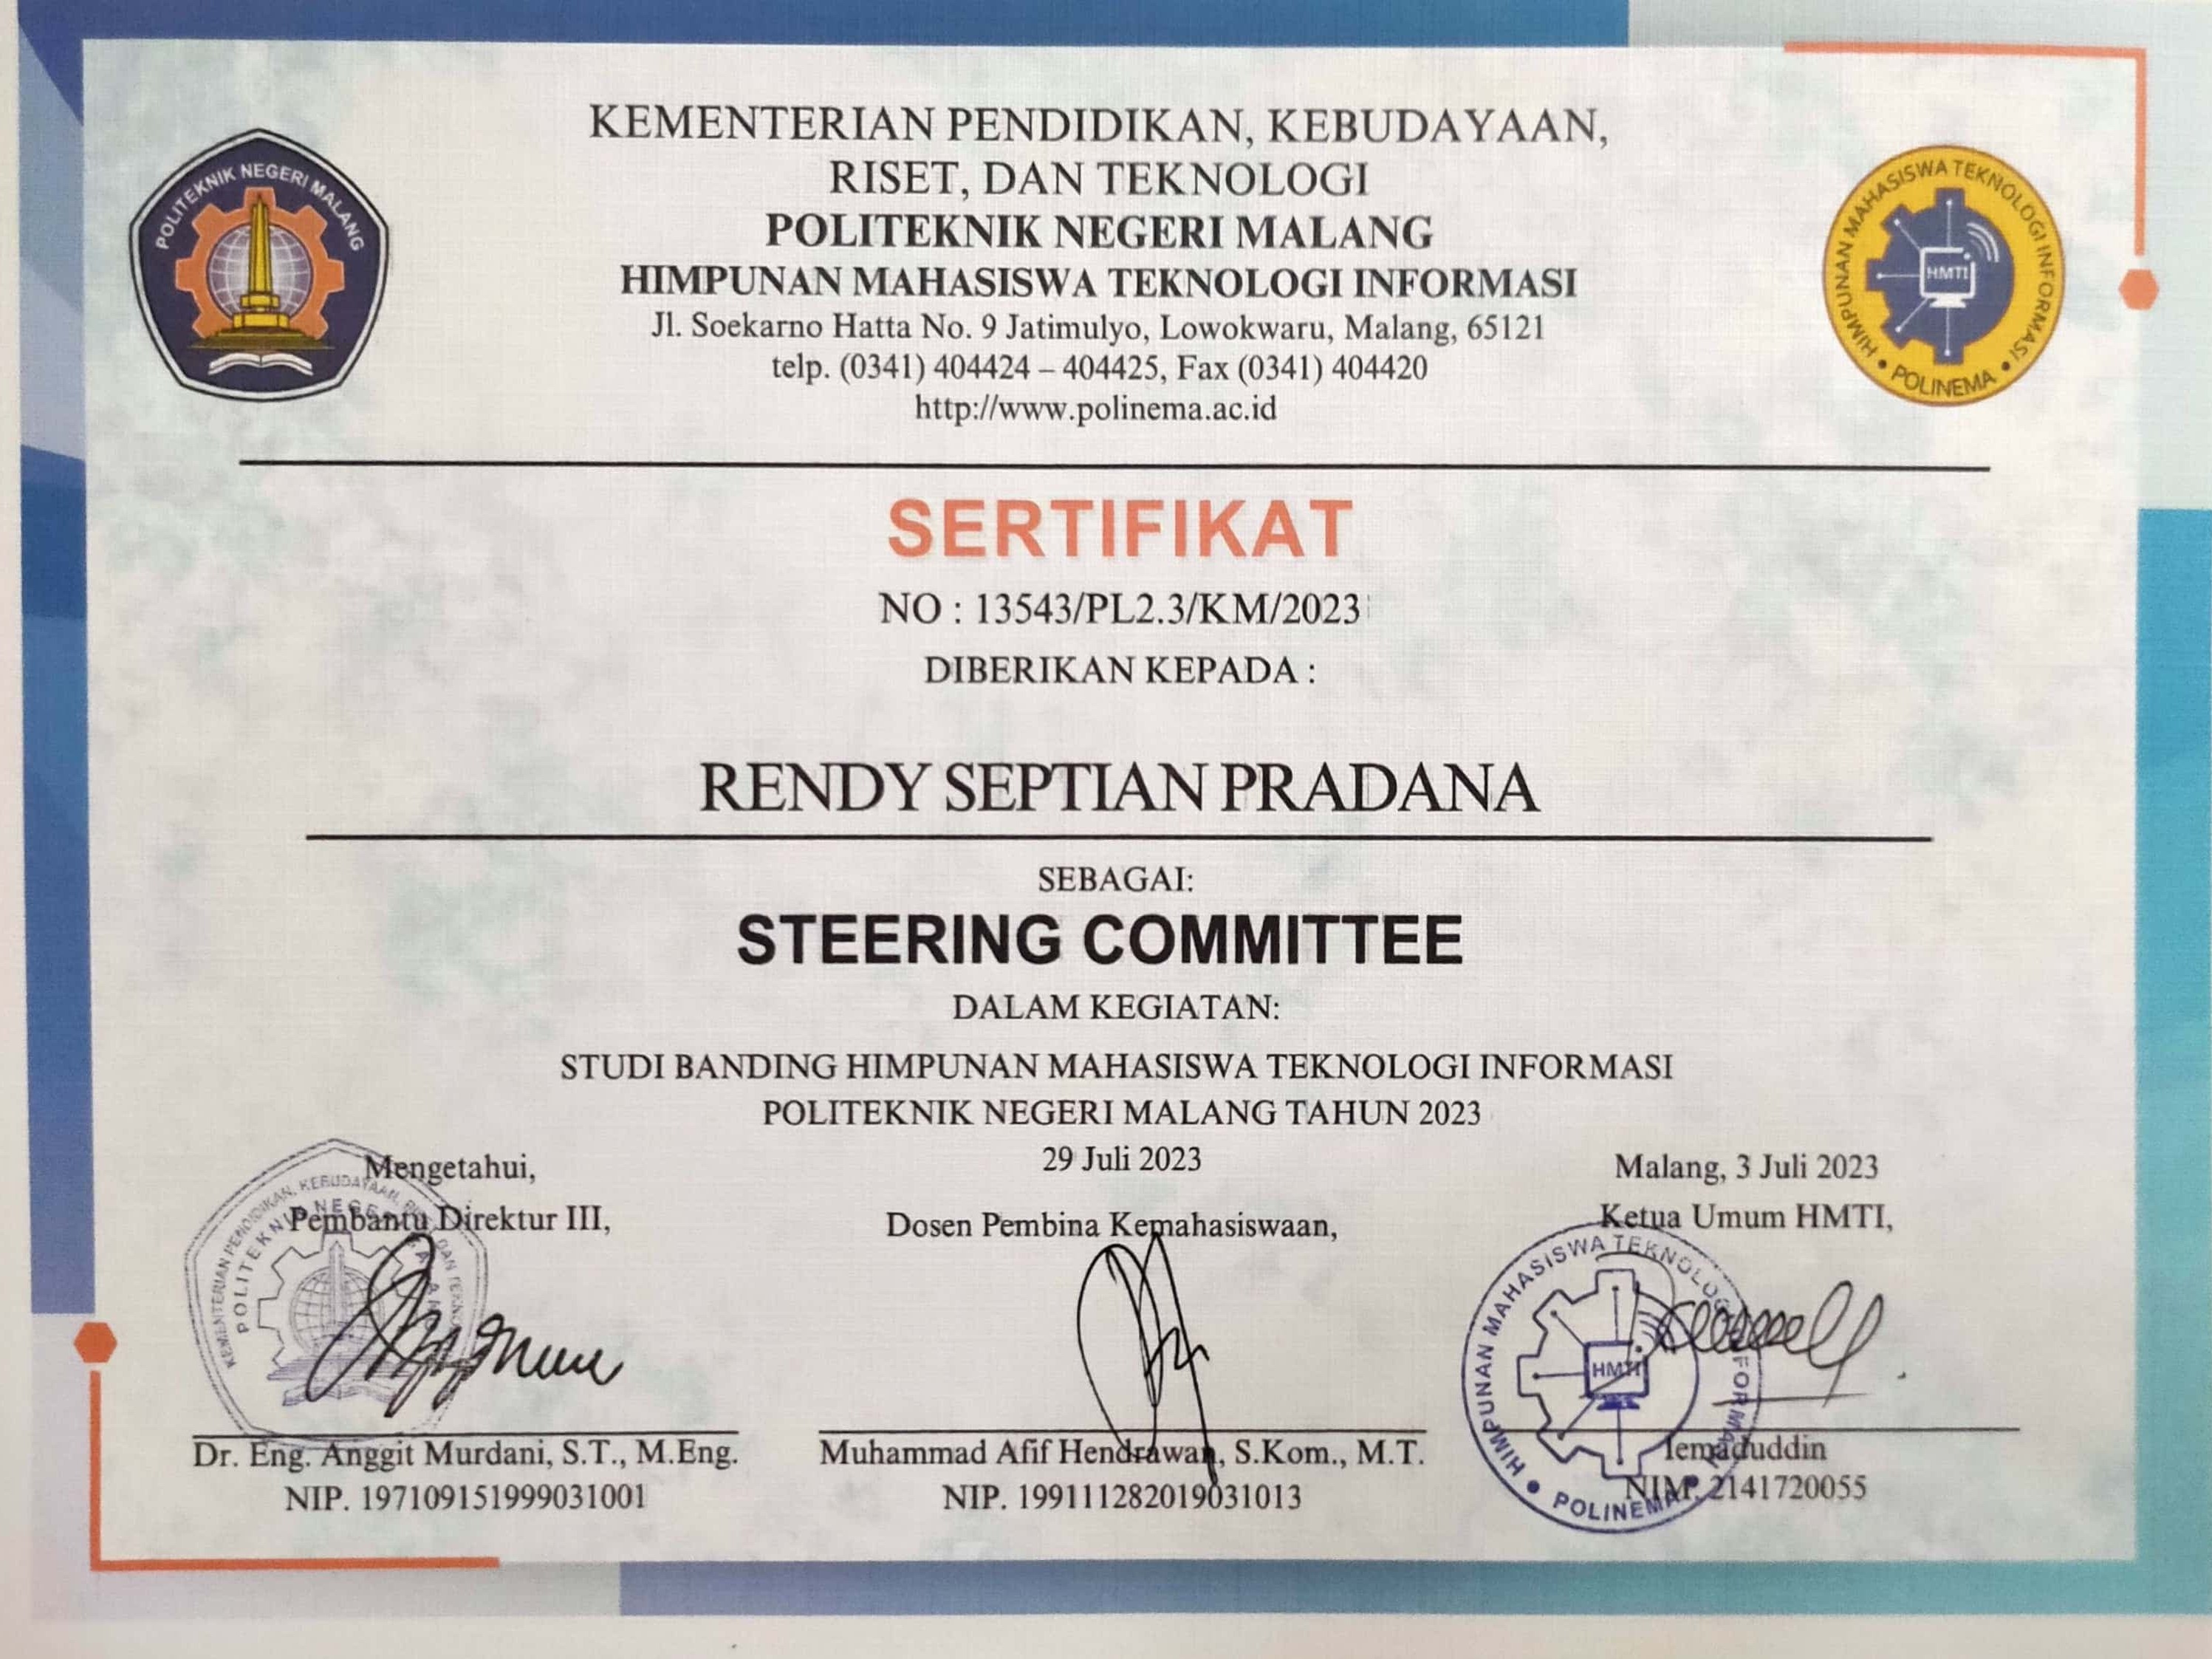 KEMENTERIAN PENDIDIKAN, KEBUDAYAAN,
RISET, DAN TEKNOLOGI
POLITEKNIK NEGERI MALANG
HIMPUNAN MAHASISWA TEKNOLOGI INFORMASI
Jl. Soekarno Hatta No. 9 Jatimulyo, Lowokwaru, Malang, 65121
telp. (0341) 404424 – 404425, Fax (0341) 404420
http://www.polinema.ac.id
POLITEKNIK NEGERI MALANG
HIMPUNAN MAHASISWA TEKNOLOGI INFORMASI
HMTI
• POLINEMA •
SERTIFIKAT
NO : 13543/PL2.3/KM/2023
DIBERIKAN KEPADA :
RENDY SEPTIAN PRADANA
SEBAGAI:
STEERING COMMITTEE
DALAM KEGIATAN:
STUDI BANDING HIMPUNAN MAHASISWA TEKNOLOGI INFORMASI
POLITEKNIK NEGERI MALANG TAHUN 2023
29 Juli 2023
Mengetahui,
Pembantu Direktur III,
KEMENTERIAN PENDIDIKAN, KEBUDAYAAN,
POLITEKNIK NEGERI
Dr. Eng. Anggit Murdani, S.T., M.Eng.
NIP. 197109151999031001
Dosen Pembina Kemahasiswaan,
Muhammad Afif Hendrawan, S.Kom., M.T.
NIP. 199111282019031013
Malang, 3 Juli 2023
Ketua Umum HMTI,
HIMPUNAN MAHASISWA TEKNOLOGI INFORMASI
HMTI
• POLINEMA •
Iemaduddin
NIM. 2141720055